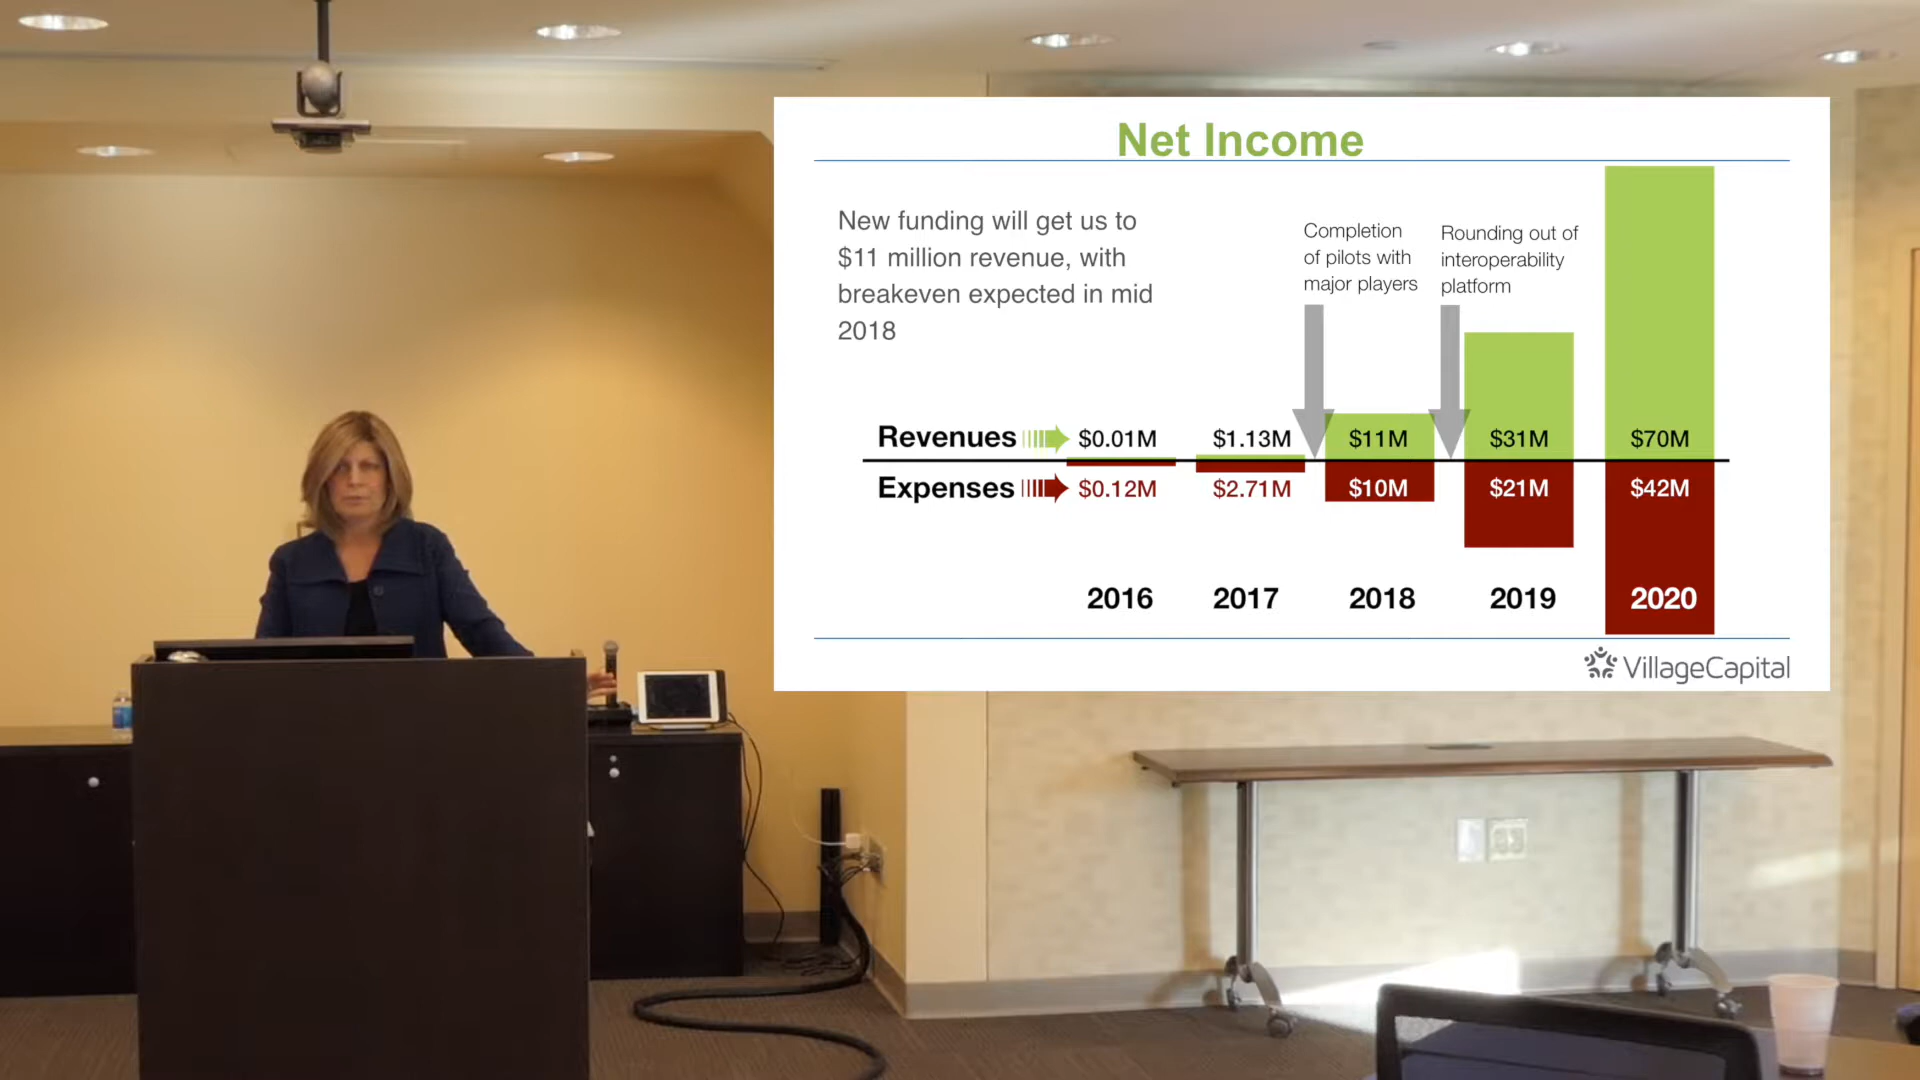 Net Income
New funding will get us to
$11 million revenue, with
breakeven expected in mid
2018
Completion
of pilots with
major players
Rounding out of
interoperability
platform
Revenues $0.01M $1.13M $11M $31M $70M
Expenses $0.12M $2.71M $10M $21M $42M
2016 2017 2018 2019 2020
VillageCapital